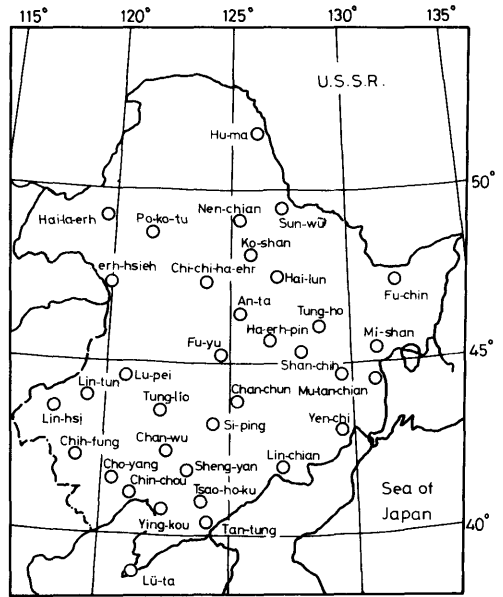 115° 120° 125° 130° 135°
U.S.S.R.
Hu-ma
50°
Hai-la-erh
Po-ko-tu
Nen-chian
Sun-wu
Ko-shan
erh-hsieh
Chi-chi-ha-ehr
Hai-lun
Fu-chin
An-ta
Tung-ho
Ha-erh-pin
Mi-shan
Fu-yu
Shan-chih
45°
Lin-tun
Lu-pei
Mu-tan-chian
Lin-hsi
Tung-lio
Chan-chun
Si-ping
Yen-chi
Chih-fung
Chan-wu
Cho-yang
Sheng-yan
Lin-chian
Chin-chou
Tsao-ho-ku
Sea of
Japan
Ying-kou
Tan-tung
40°
Lü-ta